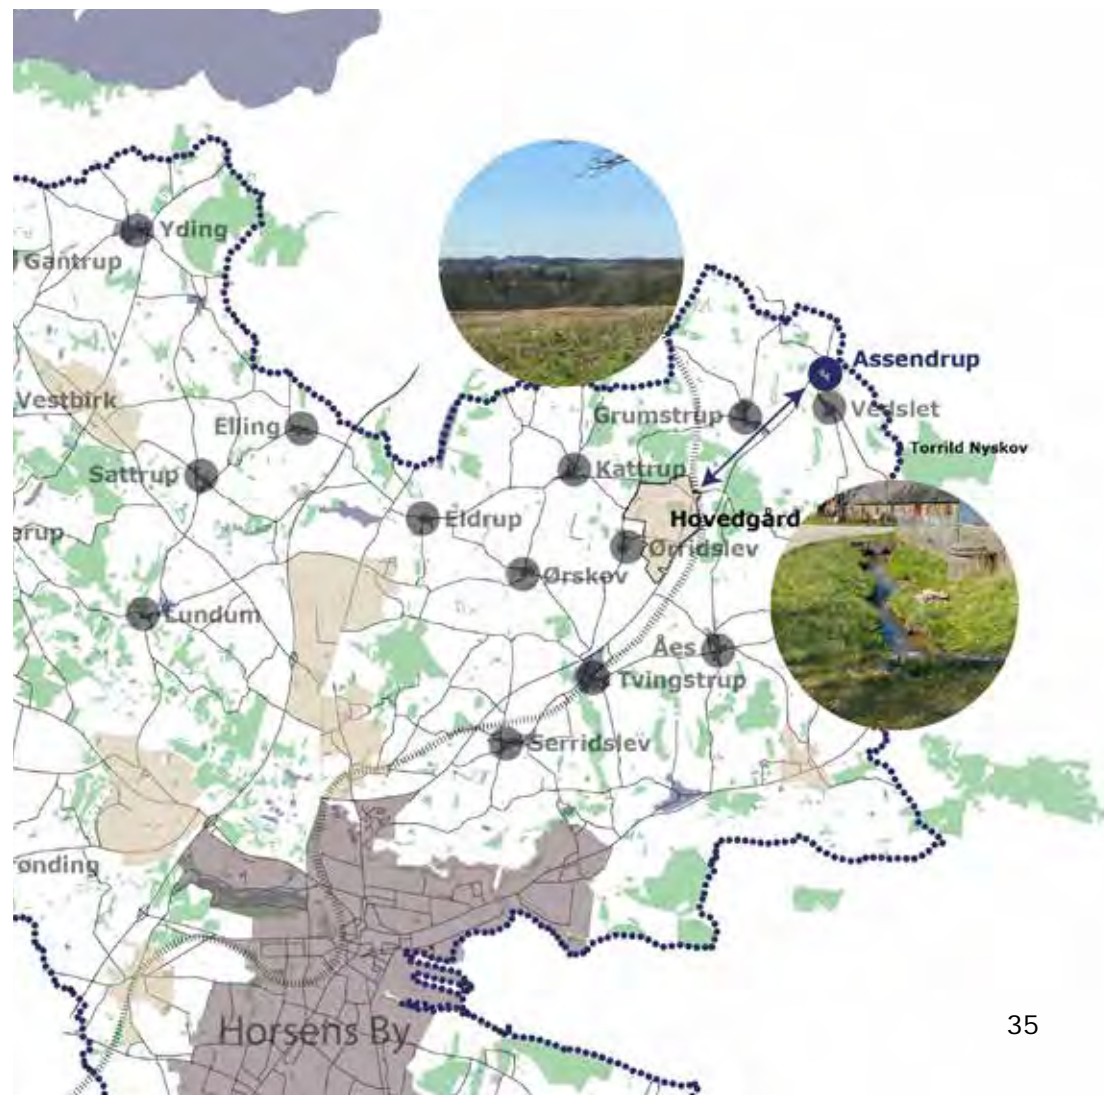 Yding
Gantrup
Assendrup
Vestbirk
Grumstrup
Vedslet
Elling
Torrild Nyskov
Sattrup
Kattrup
Eldrup
Hovedgård
Ørridslev
Ørskov
Lundum
Åes
Tvingstrup
Serridslev
ønding
Horsens By
35